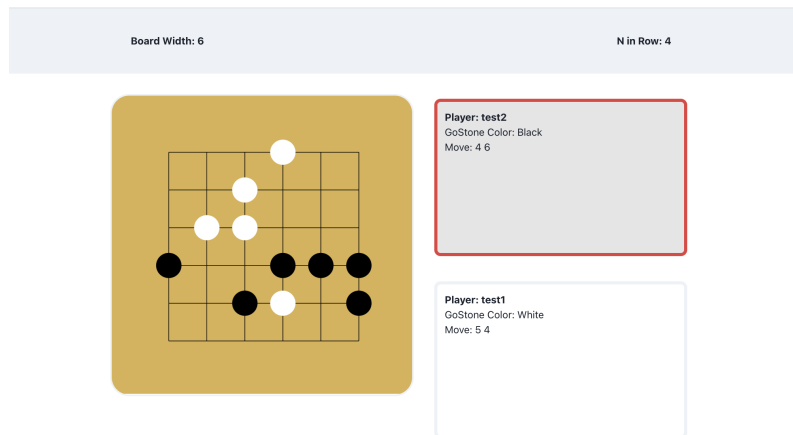 Board Width: 6
N in Row: 4
Player: test2
GoStone Color: Black
Move: 4 6
Player: test1
GoStone Color: White
Move: 5 4